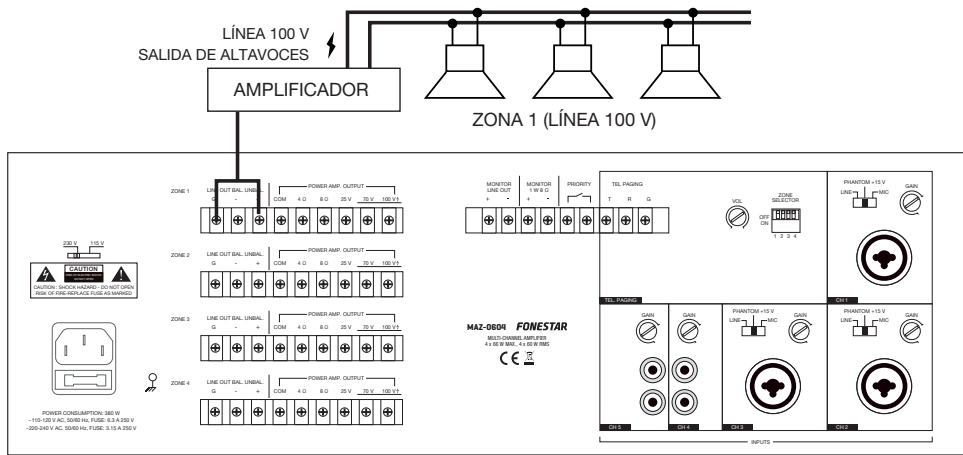 LÍNEA 100 V
SALIDA DE ALTAVOCES
AMPLIFICADOR
ZONA 1 (LÍNEA 100 V)
ZONE 1
LINE OUT BAL. UNBAL.
POWER AMP. OUTPUT
G - + COM 4 Ω 8 Ω 25 V 70 V 100 V
ZONE 2
LINE OUT BAL. UNBAL.
POWER AMP. OUTPUT
G - + COM 4 Ω 8 Ω 25 V 70 V 100 V
ZONE 3
LINE OUT BAL. UNBAL.
POWER AMP. OUTPUT
G - + COM 4 Ω 8 Ω 25 V 70 V 100 V
ZONE 4
LINE OUT BAL. UNBAL.
POWER AMP. OUTPUT
G - + COM 4 Ω 8 Ω 25 V 70 V 100 V
230 V 115 V
CAUTION
CAUTION : SHOCK HAZARD - DO NOT OPEN
RISK OF FIRE-REPLACE FUSE AS MARKED
POWER CONSUMPTION: 380 W
~110-120 V AC, 50/60 Hz, FUSE: 6.3 A 250 V
~220-240 V AC, 50/60 Hz, FUSE: 3.15 A 250 V
MONITOR
LINE OUT
+ -
MONITOR
1 W 8 Ω
+ -
PRIORITY
TEL. PAGING
T R G
MAZ-0604 FONESTAR
MULTI-CHANNEL AMPLIFIER
4 x 66 W MAX., 4 x 60 W RMS
CE
VOL
ZONE
SELECTOR
OFF
ON
1 2 3 4
TEL. PAGING
PHANTOM +15 V
LINE MIC
GAIN
CH 1
GAIN
CH 5
GAIN
CH 4
PHANTOM +15 V
LINE MIC
GAIN
CH 3
PHANTOM +15 V
LINE MIC
GAIN
CH 2
INPUTS